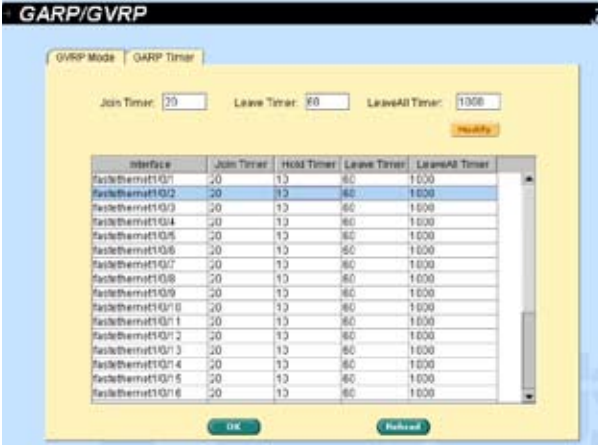 GARP/GVRP
GVRP Mode GARP Timer
Join Timer: 20 Leave Timer: 60 LeaveAll Timer: 1000
Modify
Interface Join Timer Hold Timer Leave Timer LeaveAll Timer
fastethernet1/0/1 20 10 60 1000
fastethernet1/0/2 20 10 60 1000
fastethernet1/0/3 20 10 60 1000
fastethernet1/0/4 20 10 60 1000
fastethernet1/0/5 20 10 60 1000
fastethernet1/0/6 20 10 60 1000
fastethernet1/0/7 20 10 60 1000
fastethernet1/0/8 20 10 60 1000
fastethernet1/0/9 20 10 60 1000
fastethernet1/0/10 20 10 60 1000
fastethernet1/0/11 20 10 60 1000
fastethernet1/0/12 20 10 60 1000
fastethernet1/0/13 20 10 60 1000
fastethernet1/0/14 20 10 60 1000
fastethernet1/0/15 20 10 60 1000
fastethernet1/0/16 20 10 60 1000
OK Reload